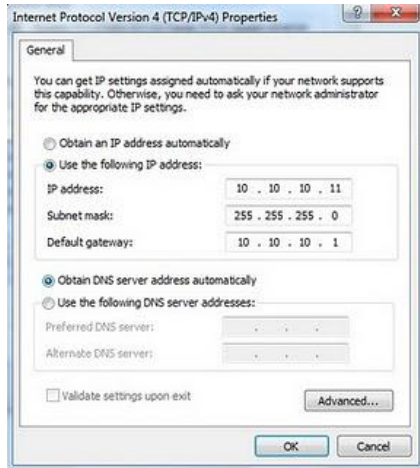 Internet Protocol Version 4 (TCP/IPv4) Properties
General
You can get IP settings assigned automatically if your network supports
this capability. Otherwise, you need to ask your network administrator
for the appropriate IP settings.
Obtain an IP address automatically
Use the following IP address:
IP address: 10 . 10 . 10 . 11
Subnet mask: 255 . 255 . 255 . 0
Default gateway: 10 . 10 . 10 . 1
Obtain DNS server address automatically
Use the following DNS server addresses:
Preferred DNS server: . . .
Alternate DNS server: . . .
Validate settings upon exit
Advanced...
OK Cancel